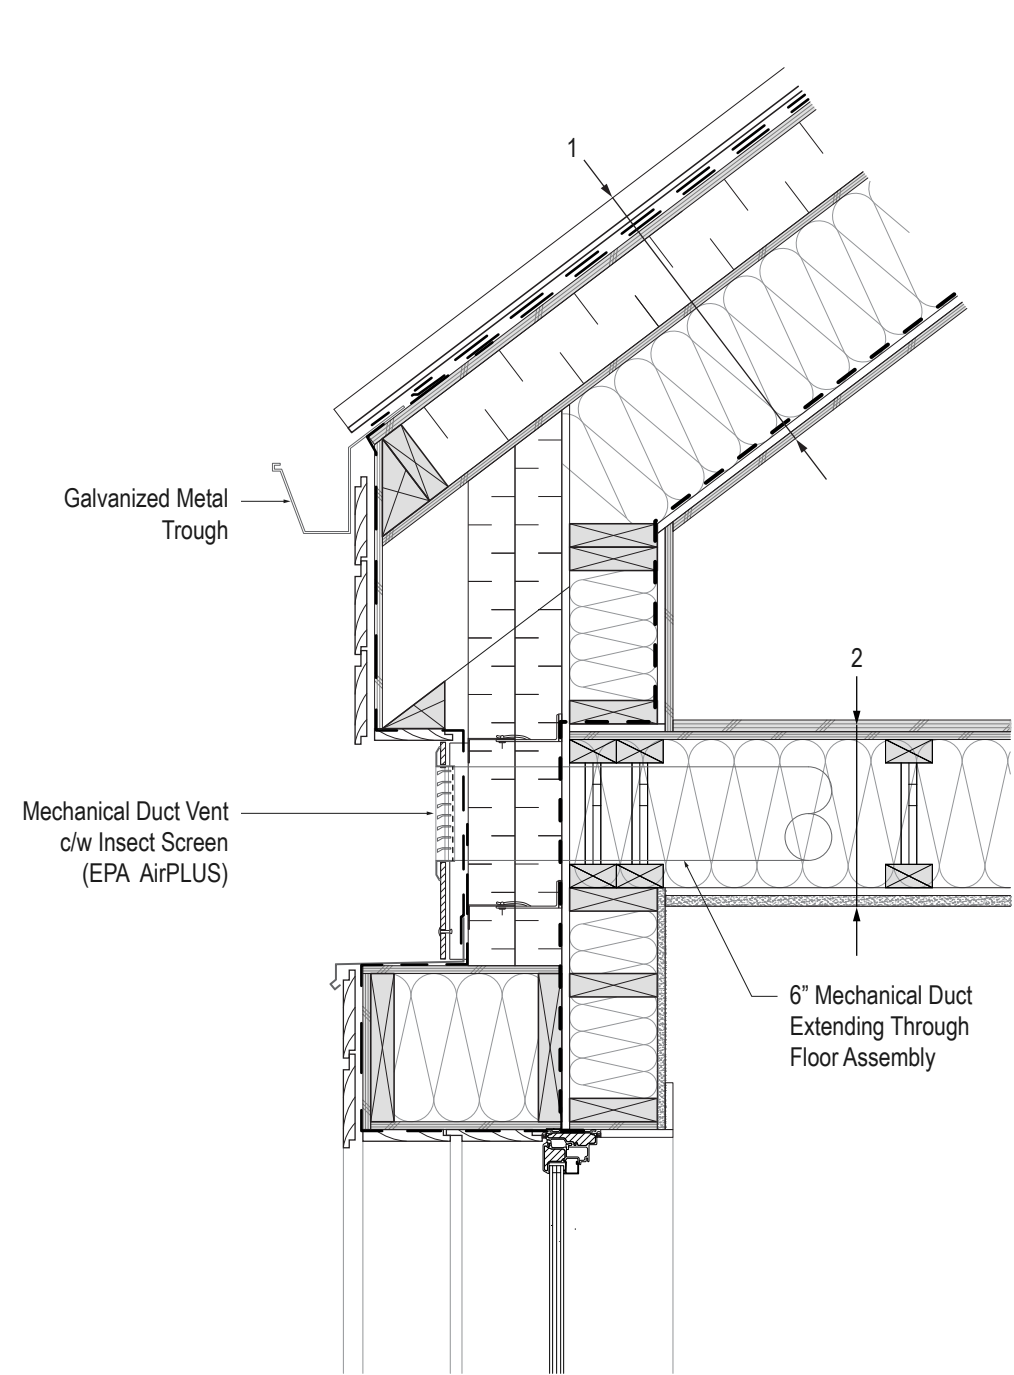 1
Galvanized Metal
Trough
2
Mechanical Duct Vent
c/w Insect Screen
(EPA AirPLUS)
6” Mechanical Duct
Extending Through
Floor Assembly